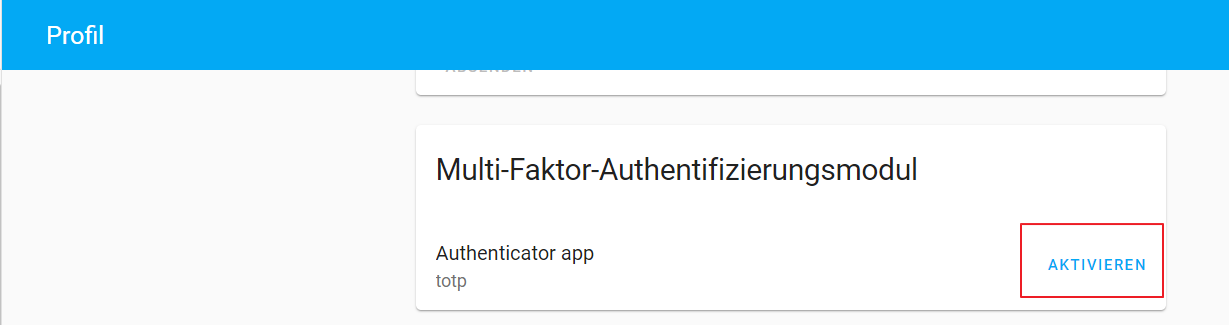 Profil
Multi-Faktor-Authentifizierungsmodul
Authenticator app
totp
AKTIVIEREN